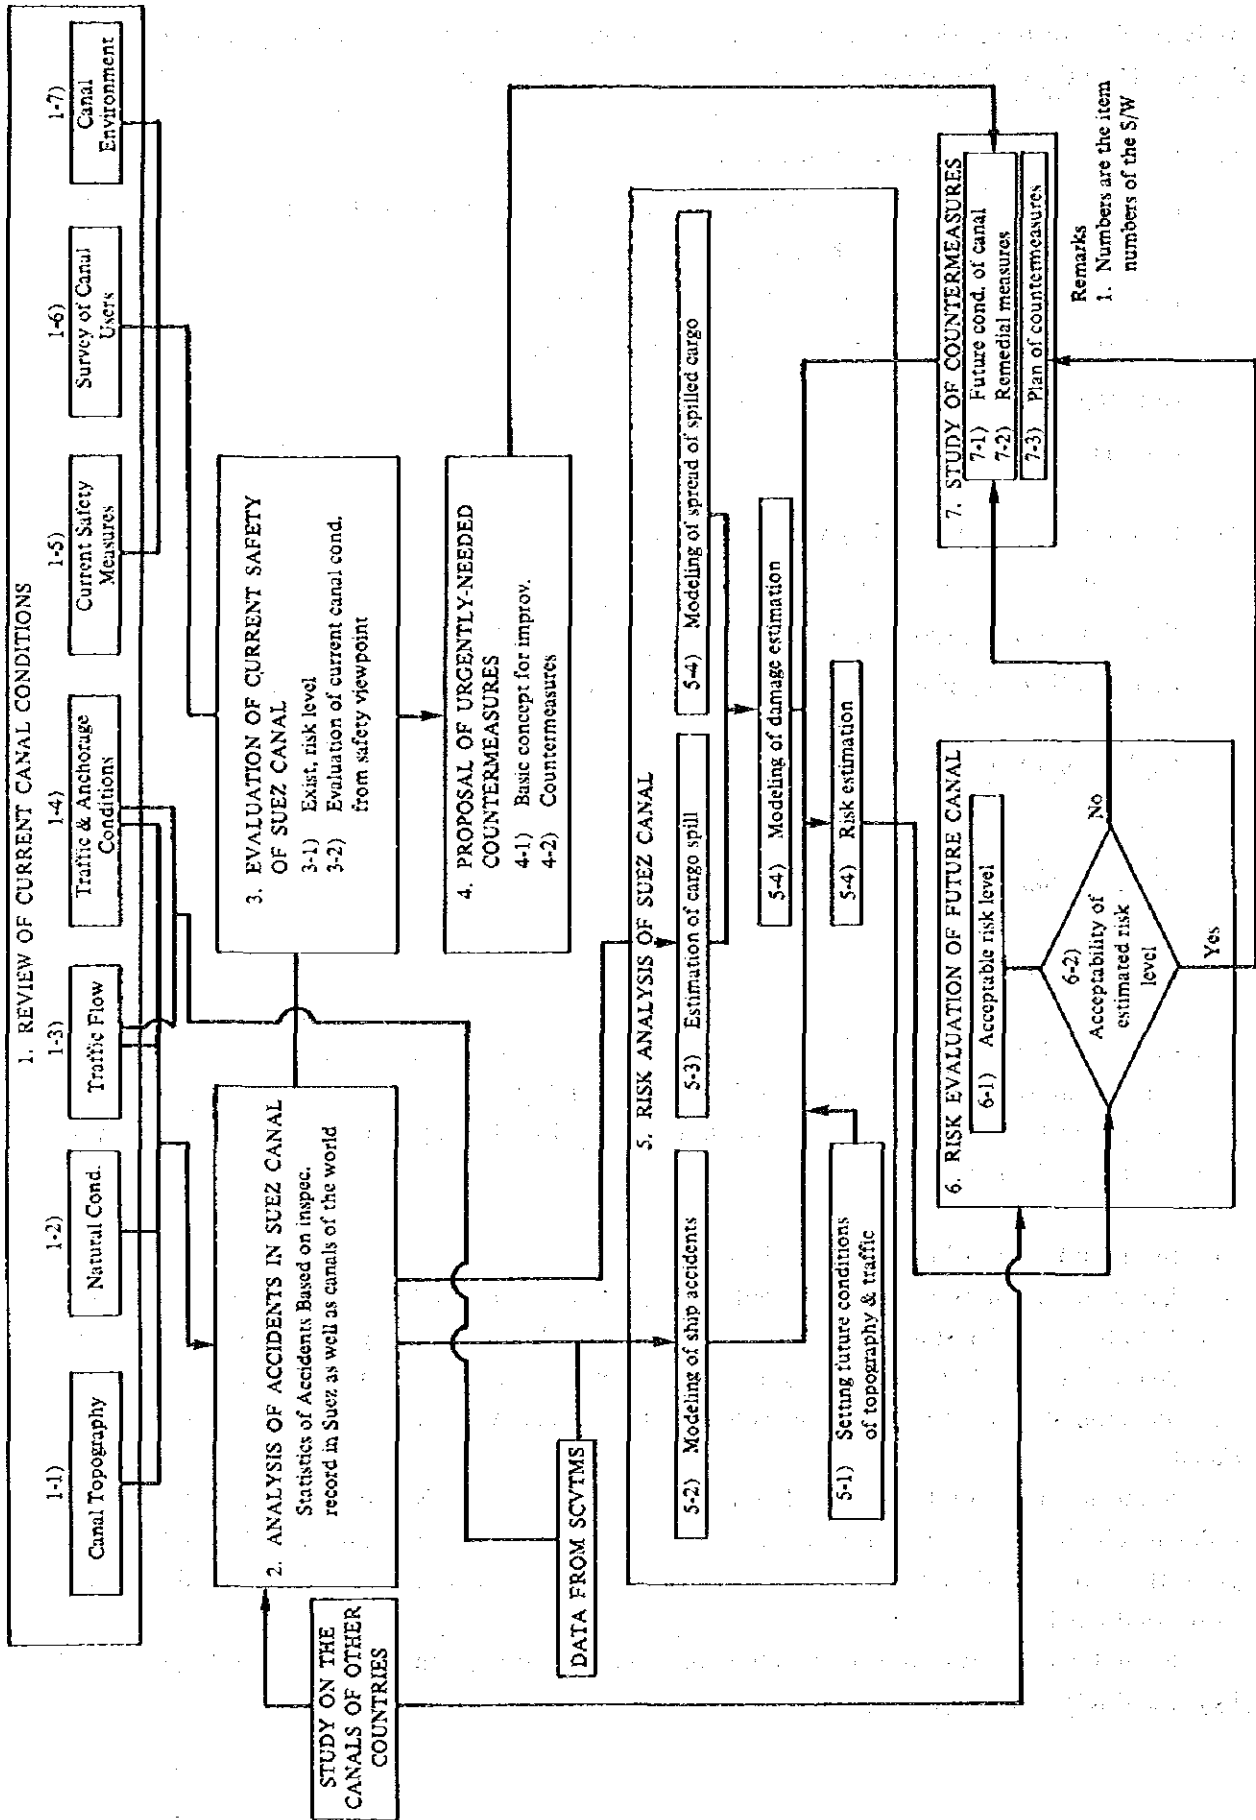 1. REVIEW OF CURRENT CANAL CONDITIONS
1-1)
Canal Topography
1-2)
Natural Cond.
1-3)
Traffic Flow
1-4)
Traffic & Anchorage
Conditions
1-5)
Current Safety
Measures
1-6)
Survey of Canal
Users
1-7)
Canal
Environment
STUDY ON THE
CANALS OF OTHER
COUNTRIES
2. ANALYSIS OF ACCIDENTS IN SUEZ CANAL
Statistics of Accidents Based on inspec.
record in Suez as well as canals of the world
3. EVALUATION OF CURRENT SAFETY
OF SUEZ CANAL
3-1) Exist. risk level
3-2) Evaluation of current canal cond.
from safety viewpoint
4. PROPOSAL OF URGENTLY-NEEDED
COUNTERMEASURES
4-1) Basic concept for improv.
4-2) Countermeasures
DATA FROM SCVTMS
5. RISK ANALYSIS OF SUEZ CANAL
5-2) Modeling of ship accidents
5-3) Estimation of cargo spill
5-4) Modeling of spread of spilled cargo
5-4) Modeling of damage estimation
5-1) Setting future conditions
of topography & traffic
5-4) Risk estimation
6. RISK EVALUATION OF FUTURE CANAL
6-1) Acceptable risk level
6-2)
Acceptability of
estimated risk
level
No
Yes
7. STUDY OF COUNTERMEASURES
7-1) Future cond. of canal
7-2) Remedial measures
7-3) Plan of countermeasures
Remarks
1. Numbers are the item
numbers of the S/W